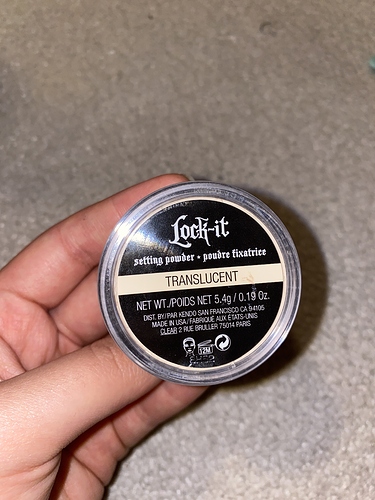 Lock-it
setting powder • poudre fixatrice
TRANSLUCENT
NET WT./POIDS NET 5.4g / 0.19 Oz.
DIST. BY/PAR KENDO SAN FRANCISCO CA 94105
MADE IN USA/FABRIQUÉ AUX ÉTATS-UNIS
CLEAR 2 RUE BRULLER 75014 PARIS
12M